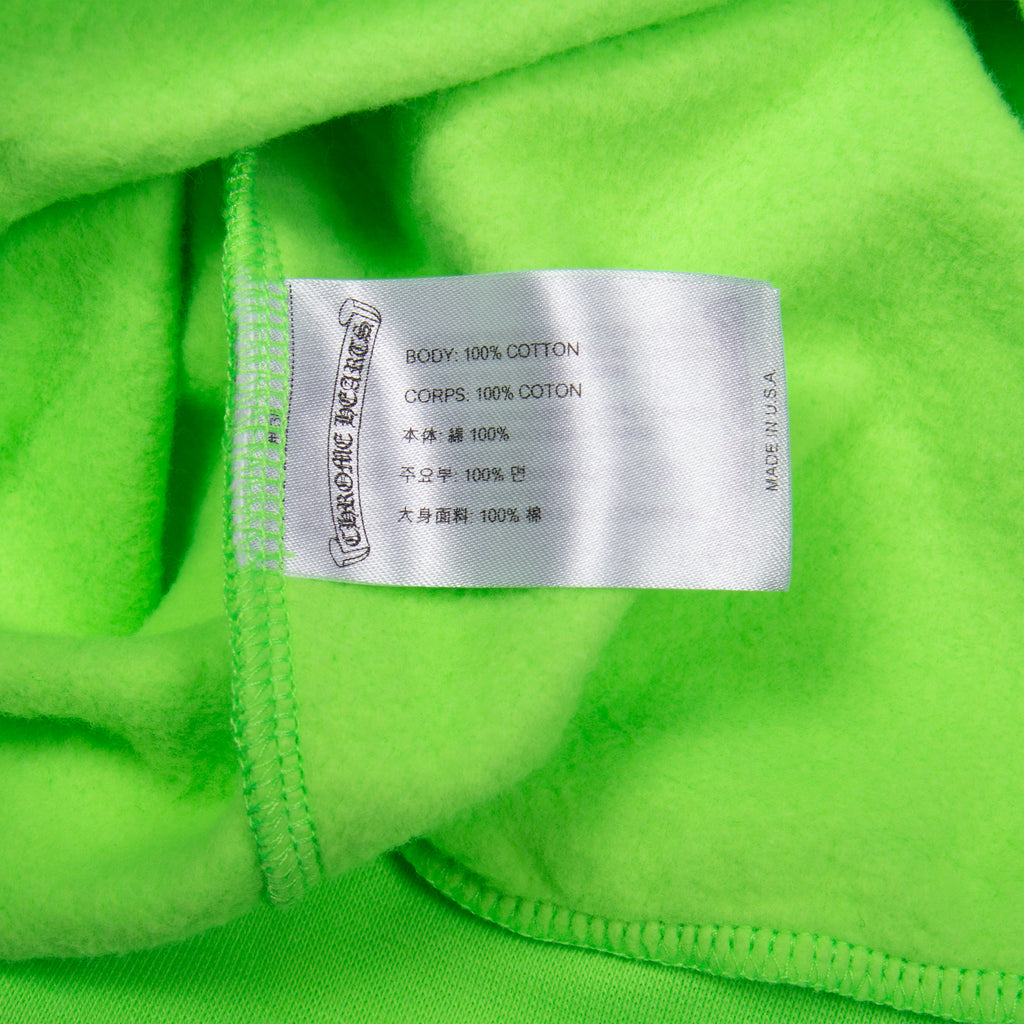 CHROME HEARTS
BODY: 100% COTTON
CORPS: 100% COTON
本体: 綿 100%
주요부: 100% 면
大身面料: 100% 棉
MADE IN U.S.A.